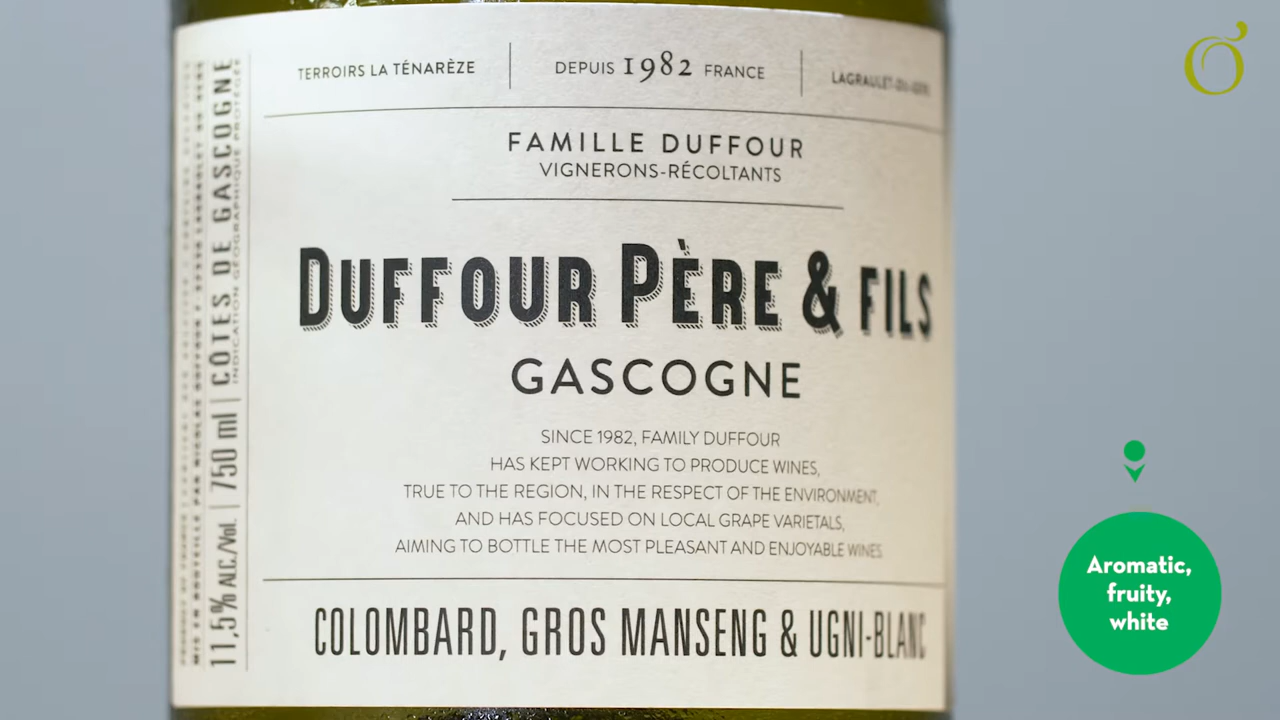 TERROIRS LA TÉNARÈZE
DEPUIS 1982 FRANCE
LAGRAULET-DU-GERS
FAMILLE DUFFOUR
VIGNERONS-RÉCOLTANTS
DUFFOUR PÈRE & FILS
GASCOGNE
SINCE 1982, FAMILY DUFFOUR
HAS KEPT WORKING TO PRODUCE WINES,
TRUE TO THE REGION, IN THE RESPECT OF THE ENVIRONMENT,
AND HAS FOCUSED ON LOCAL GRAPE VARIETALS,
AIMING TO BOTTLE THE MOST PLEASANT AND ENJOYABLE WINES
COLOMBARD, GROS MANSENG & UGNI-BLANC
11,5% ALC./Vol. | 750 ml | CÔTES DE GASCOGNE
INDICATION GÉOGRAPHIQUE PROTÉGÉE
Aromatic,
fruity,
white